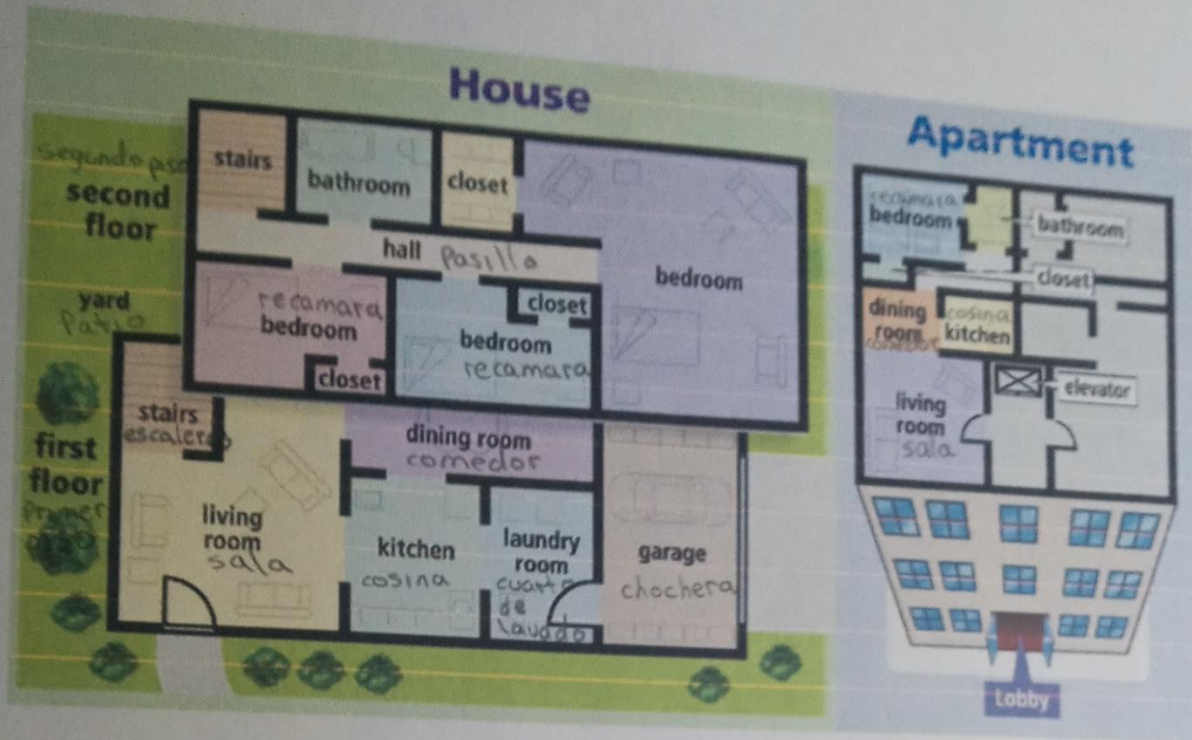 House
segundo piso
second
floor
stairs
bathroom
closet
hall pasillo
bedroom
recamara
bedroom
closet
closet
bedroom
recamara
yard
Patio
first
floor
primer
stairs
escalera
living
room
sala
dining room
comedor
kitchen
cosina
laundry
room
cuarto
de
lavado
garage
chochera
Apartment
recamara
bedroom
bathroom
closet
dining
room
comedor
cosina
kitchen
living
room
sala
elevator
Lobby